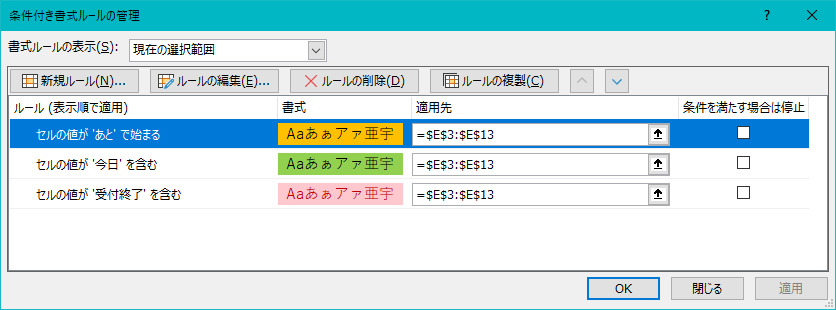 条件付き書式ルールの管理
書式ルールの表示(S): 現在の選択範囲
新規ルール(N)... ルールの編集(E)... ルールの削除(D) ルールの複製(C)
ルール (表示順で適用) 書式 適用先 条件を満たす場合は停止
セルの値が 'あと' で始まる Aaあぁアァ亜宇 =$E$3:$E$13
セルの値が '今日' を含む Aaあぁアァ亜宇 =$E$3:$E$13
セルの値が '受付終了' を含む Aaあぁアァ亜宇 =$E$3:$E$13
OK 閉じる 適用